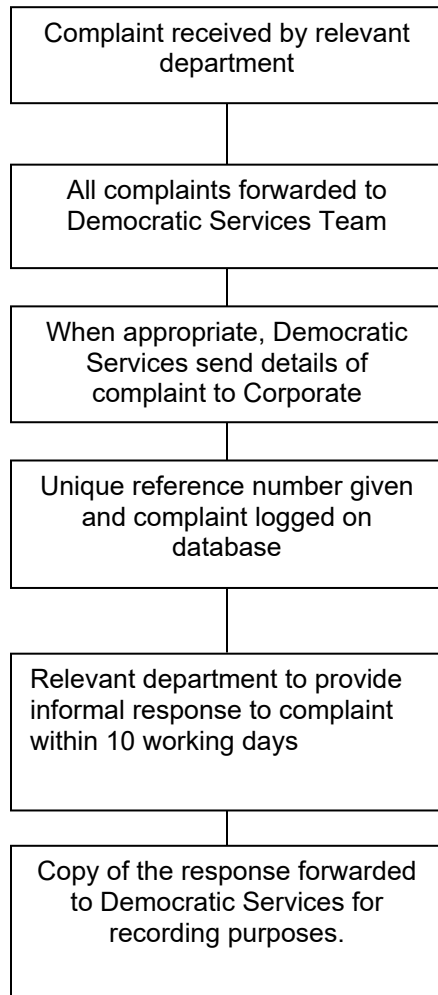 Complaint received by relevant
department
All complaints forwarded to
Democratic Services Team
When appropriate, Democratic
Services send details of
complaint to Corporate
Unique reference number given
and complaint logged on
database
Relevant department to provide
informal response to complaint
within 10 working days
Copy of the response forwarded
to Democratic Services for
recording purposes.